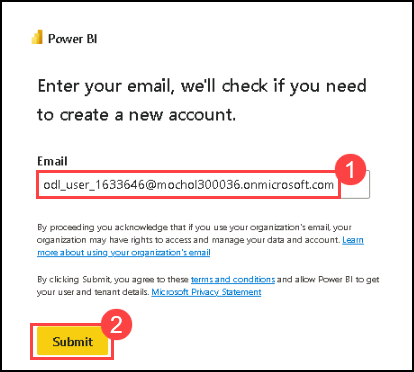 Power BI
Enter your email, we'll check if you need
to create a new account.
Email
1
odl_user_1633646@mochol300036.onmicrosoft.com
By proceeding you acknowledge that if you use your organization's email, your
organization may have rights to access and manage your data and account. Learn
more about using your organization's email
By clicking Submit, you agree to these terms and conditions and allow Power BI to get
your user and tenant details. Microsoft Privacy Statement
2
Submit